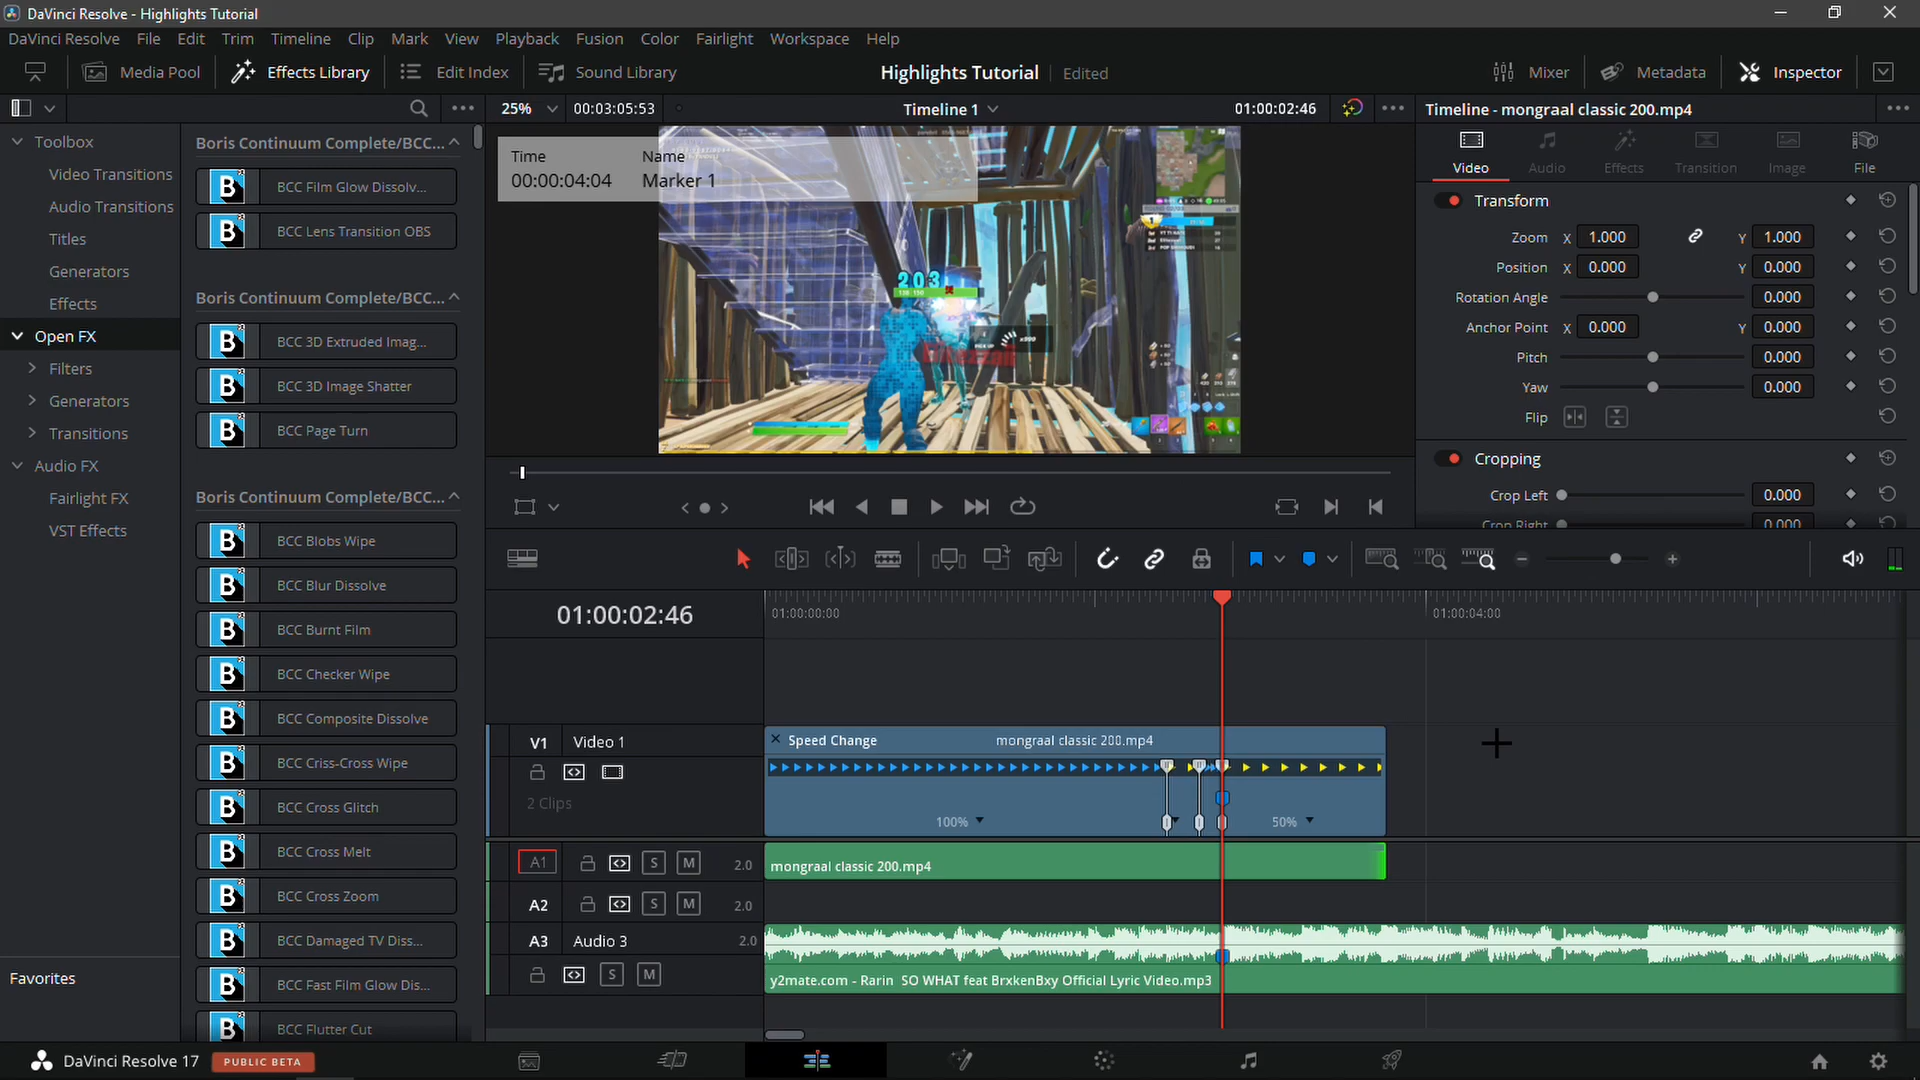 DaVinci Resolve - Highlights Tutorial
DaVinci Resolve File Edit Trim Timeline Clip Mark View Playback Fusion Color Fairlight Workspace Help
Media Pool Effects Library Edit Index Sound Library
Highlights Tutorial Edited
Mixer Metadata Inspector
25% 00:03:05:53 Timeline 1 01:00:02:46
Timeline - mongraal classic 200.mp4
Toolbox
Video Transitions
Audio Transitions
Titles
Generators
Effects
Open FX
Filters
Generators
Transitions
Audio FX
Fairlight FX
VST Effects
Favorites
Boris Continuum Complete/BCC...
BCC Film Glow Dissolv...
BCC Lens Transition OBS
Boris Continuum Complete/BCC...
BCC 3D Extruded Imag...
BCC 3D Image Shatter
BCC Page Turn
Boris Continuum Complete/BCC...
BCC Blobs Wipe
BCC Blur Dissolve
BCC Burnt Film
BCC Checker Wipe
BCC Composite Dissolve
BCC Criss-Cross Wipe
BCC Cross Glitch
BCC Cross Melt
BCC Cross Zoom
BCC Damaged TV Diss...
BCC Fast Film Glow Dis...
BCC Flutter Cut
Time Name
00:00:04:04 Marker 1
203
Video Audio Effects Transition Image File
Transform
Zoom X 1.000 Y 1.000
Position X 0.000 Y 0.000
Rotation Angle 0.000
Anchor Point X 0.000 Y 0.000
Pitch 0.000
Yaw 0.000
Flip
Cropping
Crop Left 0.000
Crop Right 0.000
01:00:02:46
01:00:00:00 01:00:04:00
V1 Video 1
2 Clips
Speed Change mongraal classic 200.mp4
100% 50%
A1 S M 2.0
mongraal classic 200.mp4
A2 S M 2.0
A3 Audio 3 2.0
S M
y2mate.com - Rarin SO WHAT feat BrxkenBxy Official Lyric Video.mp3
DaVinci Resolve 17 PUBLIC BETA